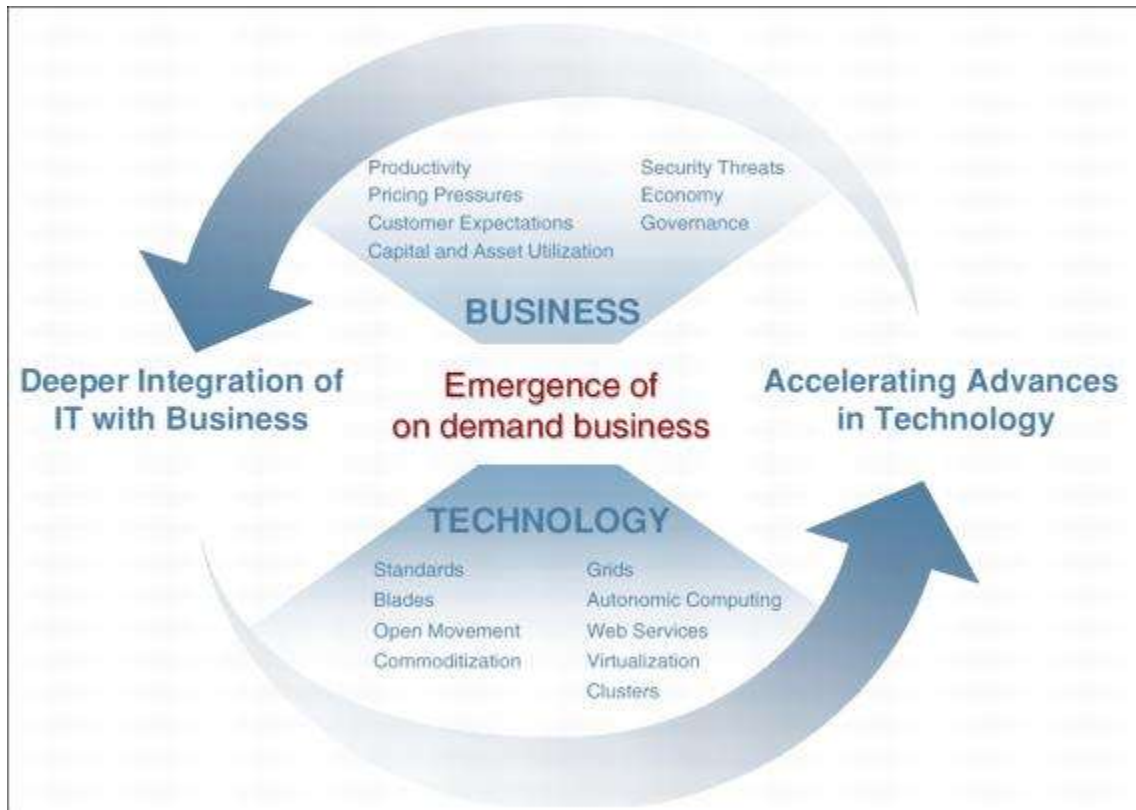 Productivity
Pricing Pressures
Customer Expectations
Capital and Asset Utilization
Security Threats
Economy
Governance
BUSINESS
Deeper Integration of
IT with Business
Emergence of
on demand business
Accelerating Advances
in Technology
TECHNOLOGY
Standards
Blades
Open Movement
Commoditization
Grids
Autonomic Computing
Web Services
Virtualization
Clusters